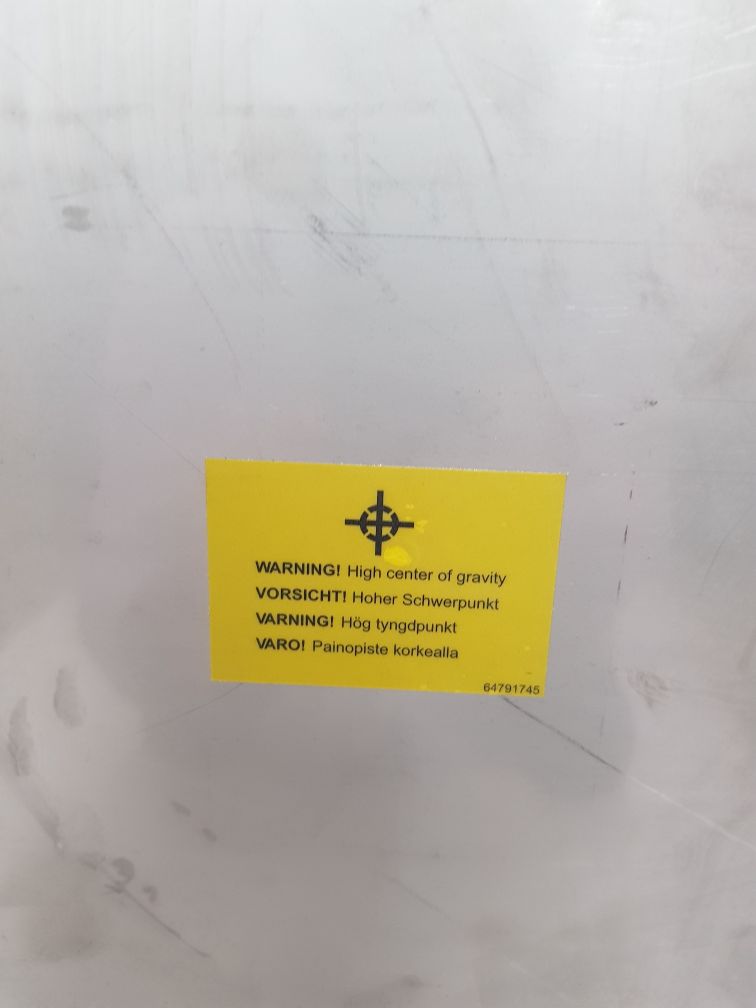 WARNING! High center of gravity
VORSICHT! Hoher Schwerpunkt
VARNING! Hög tyngdpunkt
VARO! Painopiste korkealla
64791745